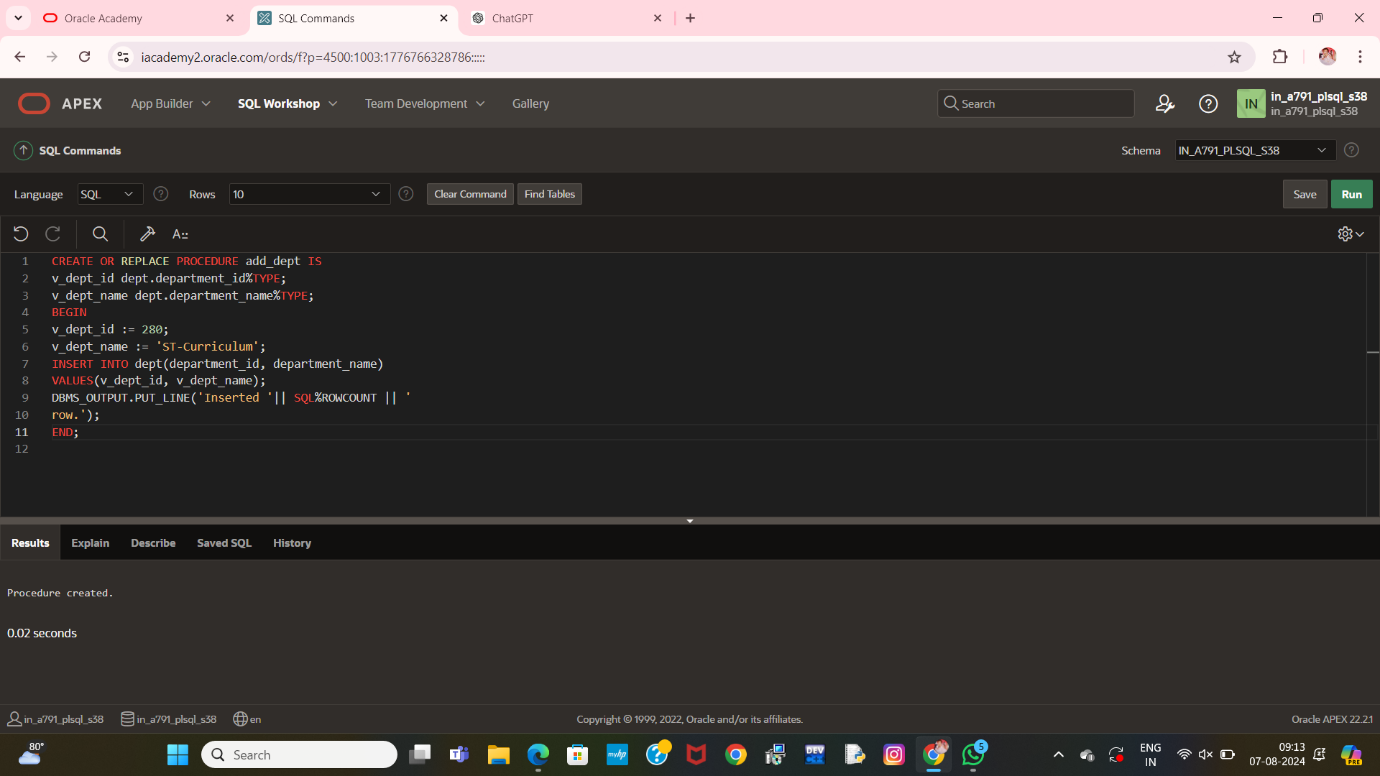 Oracle Academy
SQL Commands
ChatGPT
iacademy2.oracle.com/ords/f?p=4500:1003:1776766328786:::::
APEX App Builder SQL Workshop Team Development Gallery Search IN in_a791_plsql_s38
in_a791_plsql_s38
SQL Commands Schema IN_A791_PLSQL_S38
Language SQL Rows 10 Clear Command Find Tables Save Run
A::
1 CREATE OR REPLACE PROCEDURE add_dept IS
2 v_dept_id dept.department_id%TYPE;
3 v_dept_name dept.department_name%TYPE;
4 BEGIN
5 v_dept_id := 280;
6 v_dept_name := 'ST-Curriculum';
7 INSERT INTO dept(department_id, department_name)
8 VALUES(v_dept_id, v_dept_name);
9 DBMS_OUTPUT.PUT_LINE('Inserted '|| SQL%ROWCOUNT || '
10 row.');
11 END;
12
Results Explain Describe Saved SQL History
Procedure created.
0.02 seconds
in_a791_plsql_s38 in_a791_plsql_s38 en Copyright © 1999, 2022, Oracle and/or its affiliates. Oracle APEX 22.2.1
80°
Search
myhp
DEV
5
PRE
ENG
IN
09:13
07-08-2024